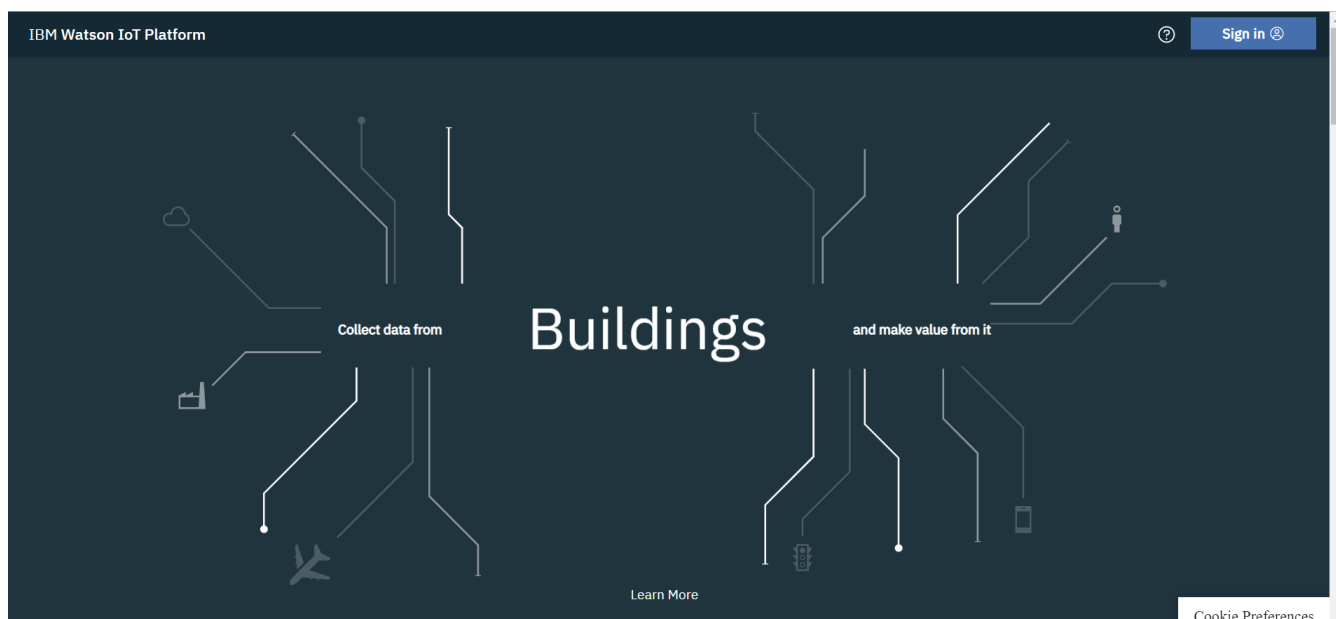 IBM Watson IoT Platform
Sign in
Collect data from
Buildings
and make value from it
Learn More
Cookie Preferences